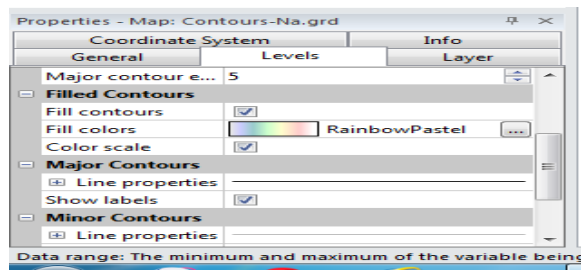 Properties - Map: Contours-Na.grd
Coordinate System Info
General Levels Layer
Major contour e... 5
Filled Contours
Fill contours
Fill colors RainbowPastel ...
Color scale
Major Contours
Line properties
Show labels
Minor Contours
Line properties
Data range: The minimum and maximum of the variable being